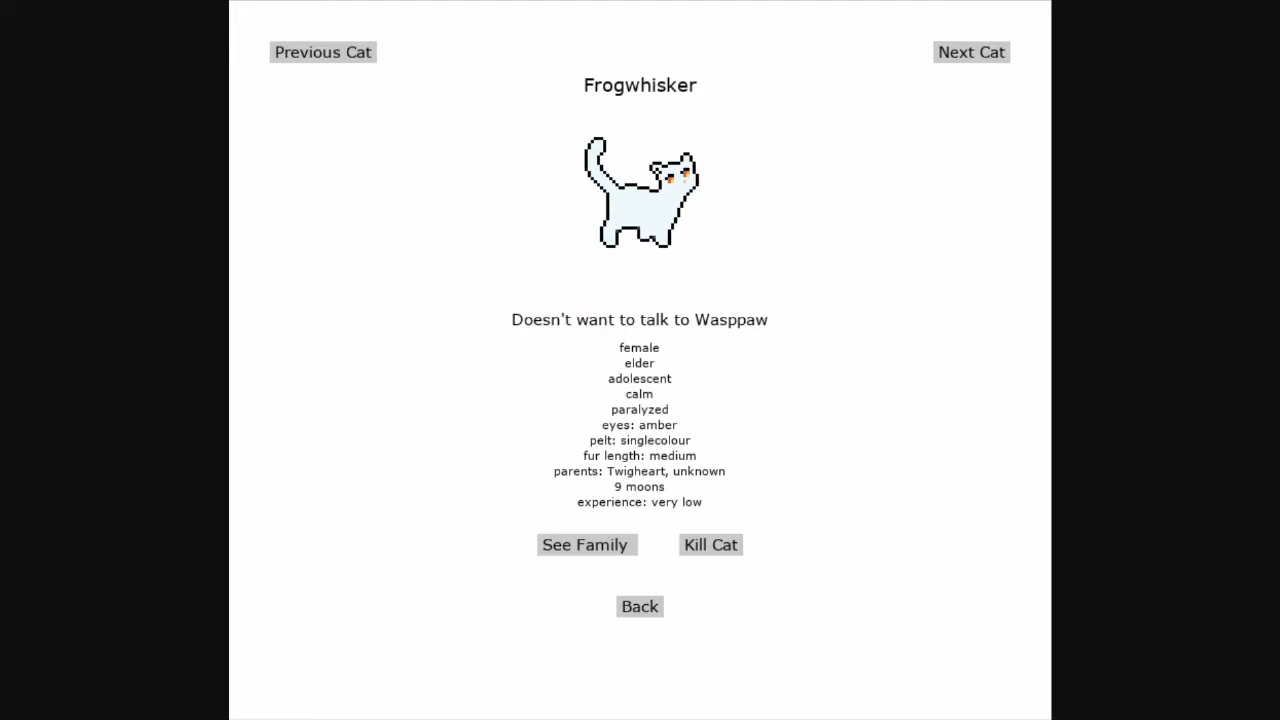 Previous Cat
Next Cat
Frogwhisker
Doesn't want to talk to Wasppaw
female
elder
adolescent
calm
paralyzed
eyes: amber
pelt: singlecolour
fur length: medium
parents: Twigheart, unknown
9 moons
experience: very low
See Family
Kill Cat
Back